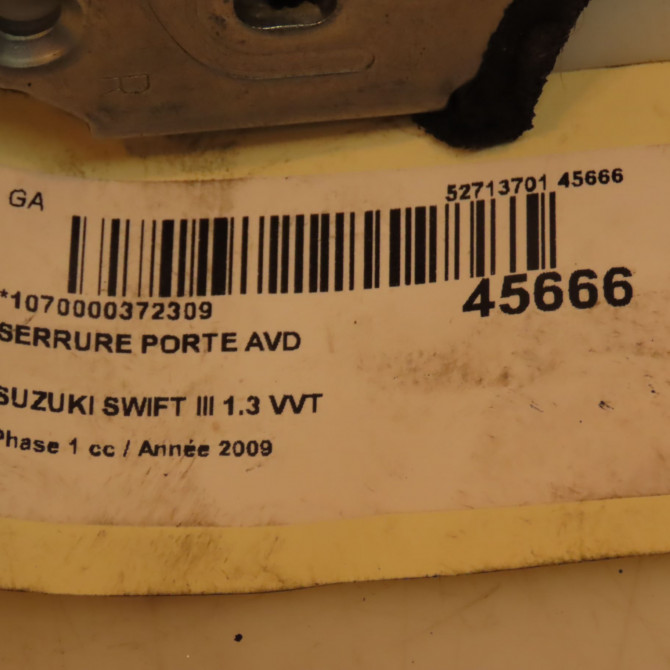 R
GA
52713701 45666
*1070000372309
45666
SERRURE PORTE AVD
SUZUKI SWIFT III 1.3 VVT
Phase 1 cc / Année 2009